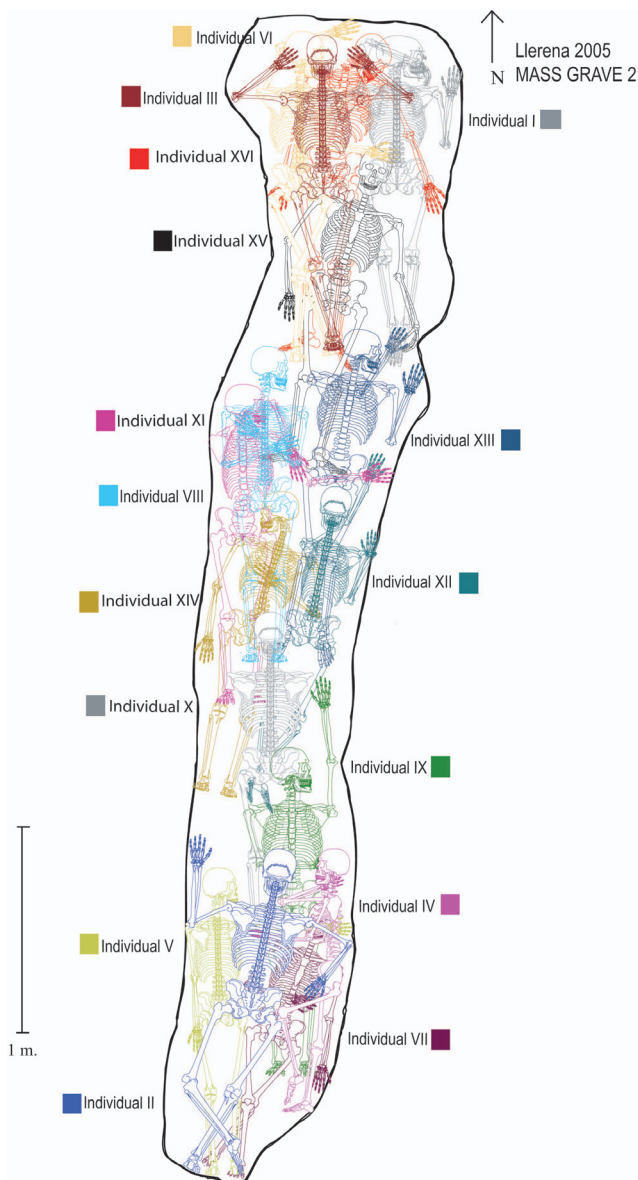 Individual VI
Llerena 2005
N MASS GRAVE 2
Individual III
Individual I
Individual XVI
Individual XV
Individual XI
Individual XIII
Individual VIII
Individual XII
Individual XIV
Individual X
Individual IX
Individual IV
Individual V
Individual VII
1 m.
Individual II